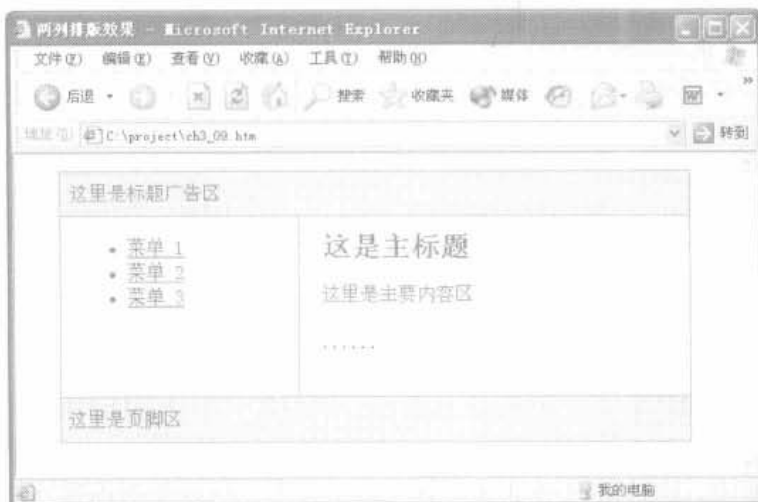 两列排版效果 - Microsoft Internet Explorer
文件(F) 编辑(E) 查看(V) 收藏(A) 工具(T) 帮助(H)
后退 搜索 收藏夹 媒体 »
地址(D) C:\project\ch3_09.htm 转到
这里是标题广告区
• 菜单 1
• 菜单 2
• 菜单 3
这是主标题
这里是主要内容区
......
这里是页脚区
我的电脑